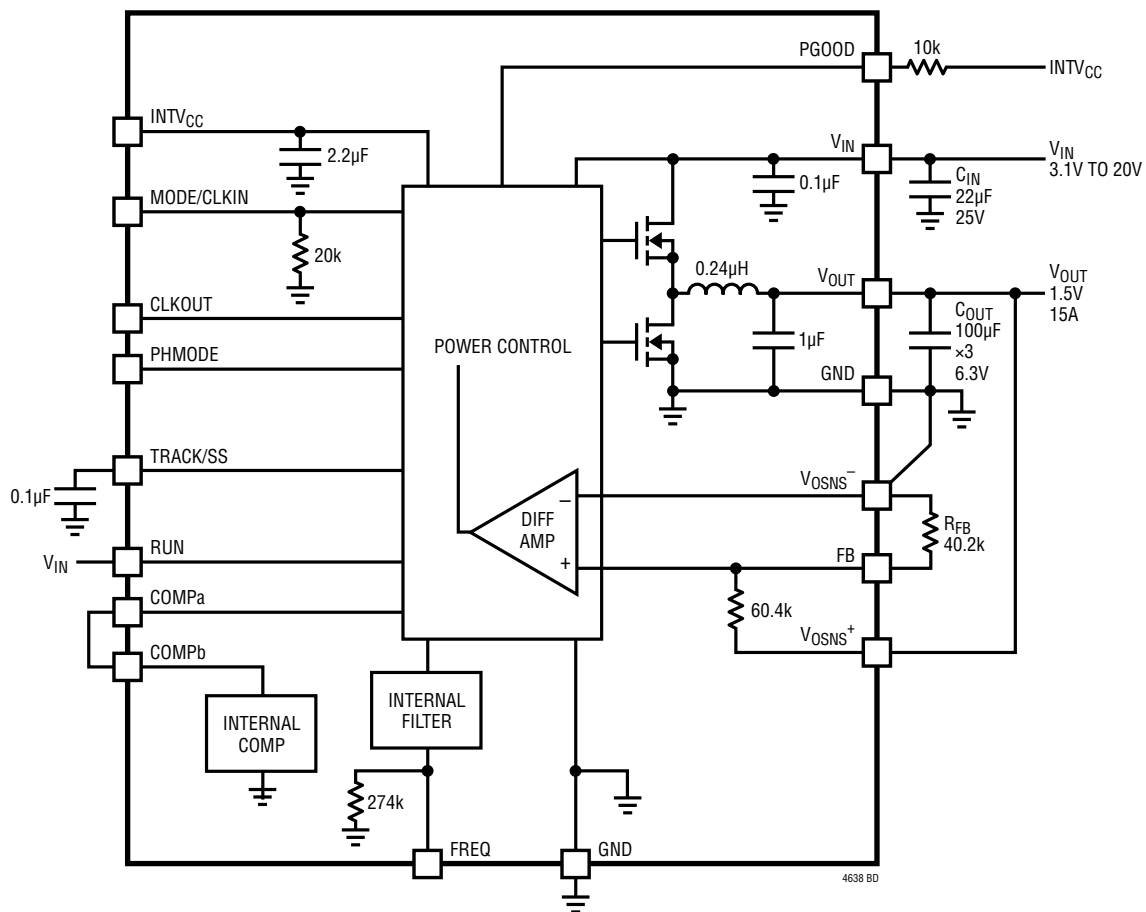 PGOOD
10k
INTVCC
INTVCC
2.2µF
VIN
0.1µF
CIN
22µF
25V
VIN
3.1V TO 20V
MODE/CLKIN
20k
0.24µH
VOUT
1µF
COUT
100µF
×3
6.3V
VOUT
1.5V
15A
CLKOUT
PHMODE
POWER CONTROL
GND
TRACK/SS
0.1µF
VOSNS–
–
DIFF
AMP
+
RFB
40.2k
FB
VIN
RUN
60.4k
COMPa
VOSNS+
COMPb
INTERNAL
COMP
INTERNAL
FILTER
274k
FREQ
GND
4638 BD